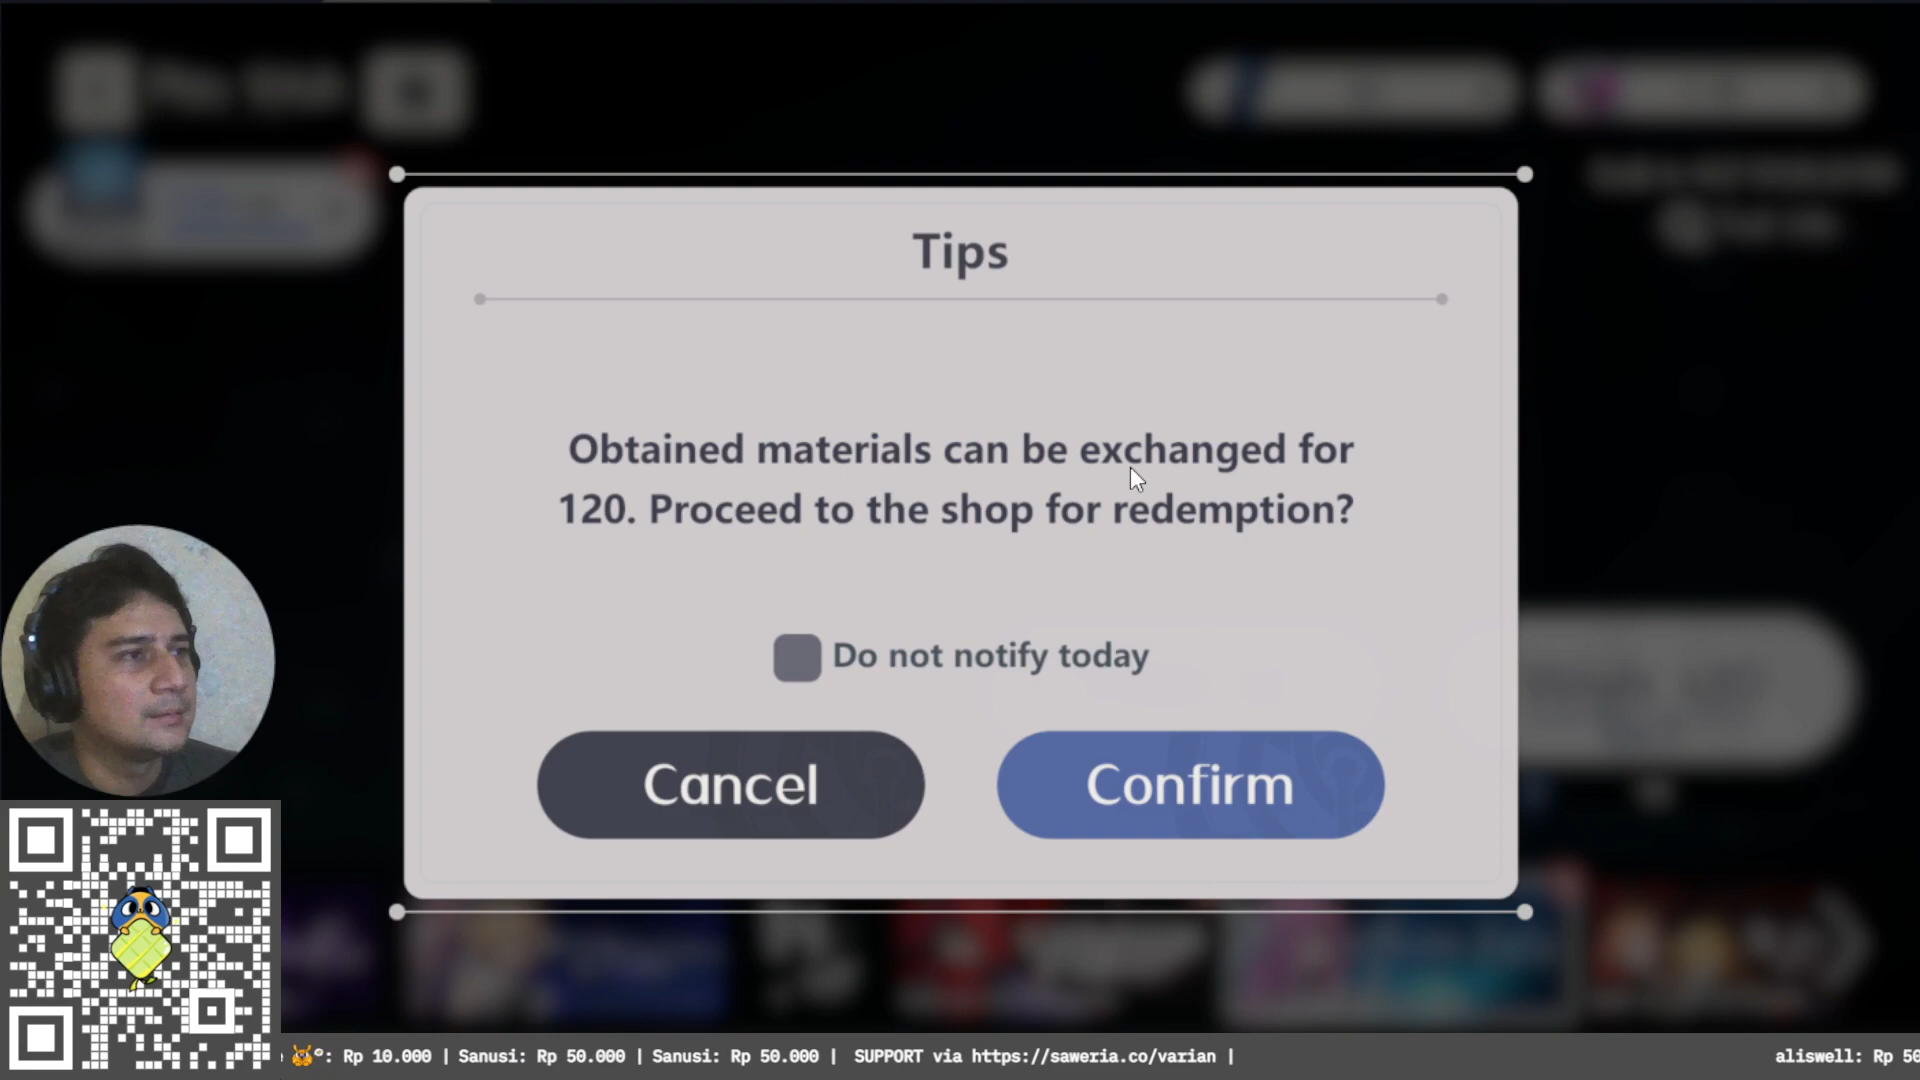 Tips
Obtained materials can be exchanged for
120. Proceed to the shop for redemption?
Do not notify today
Cancel
Confirm
: Rp 10.000 | Sanusi: Rp 50.000 | Sanusi: Rp 50.000 | SUPPORT via https://saweria.co/varian |
aliswell: Rp 50